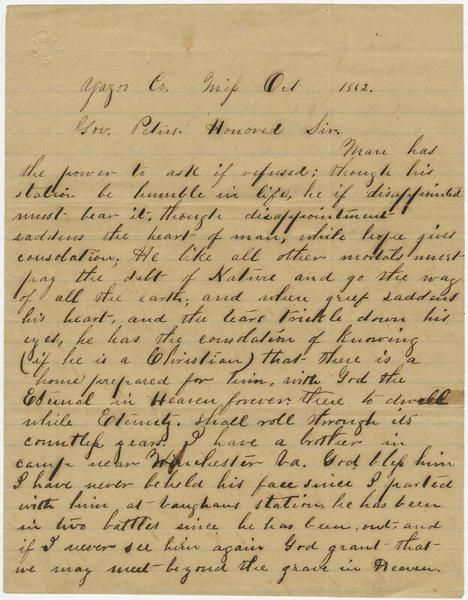 Yazoo Co. Miss Oct 1862.
Gov. Pettus. Honored Sir.
Man has
the power to ask if refused; though his
station be humble in life, he if disappointed
must bear it, though disappointment
saddens the heart of man, while hope gives
consolation; He like all other mortals must
pay the debt of Nature and go the way
of all the earth; and when grief saddens
his heart, and the tears trickle down his
eyes, he has the consolation of knowing
(if he is a Christian) that there is a
home prepared for him, with God the
Eternal in Heaven forever. there to dwell
while Eternity. shall roll through its
countless years. I have a brother in
camp near Winchester Va. God bless him
I have never beheld his face since I parted
with him at Vaughans station, he has been
in two battles since he has been out. and
if I never see him again God grant that
we may meet beyond the grave in Heaven.